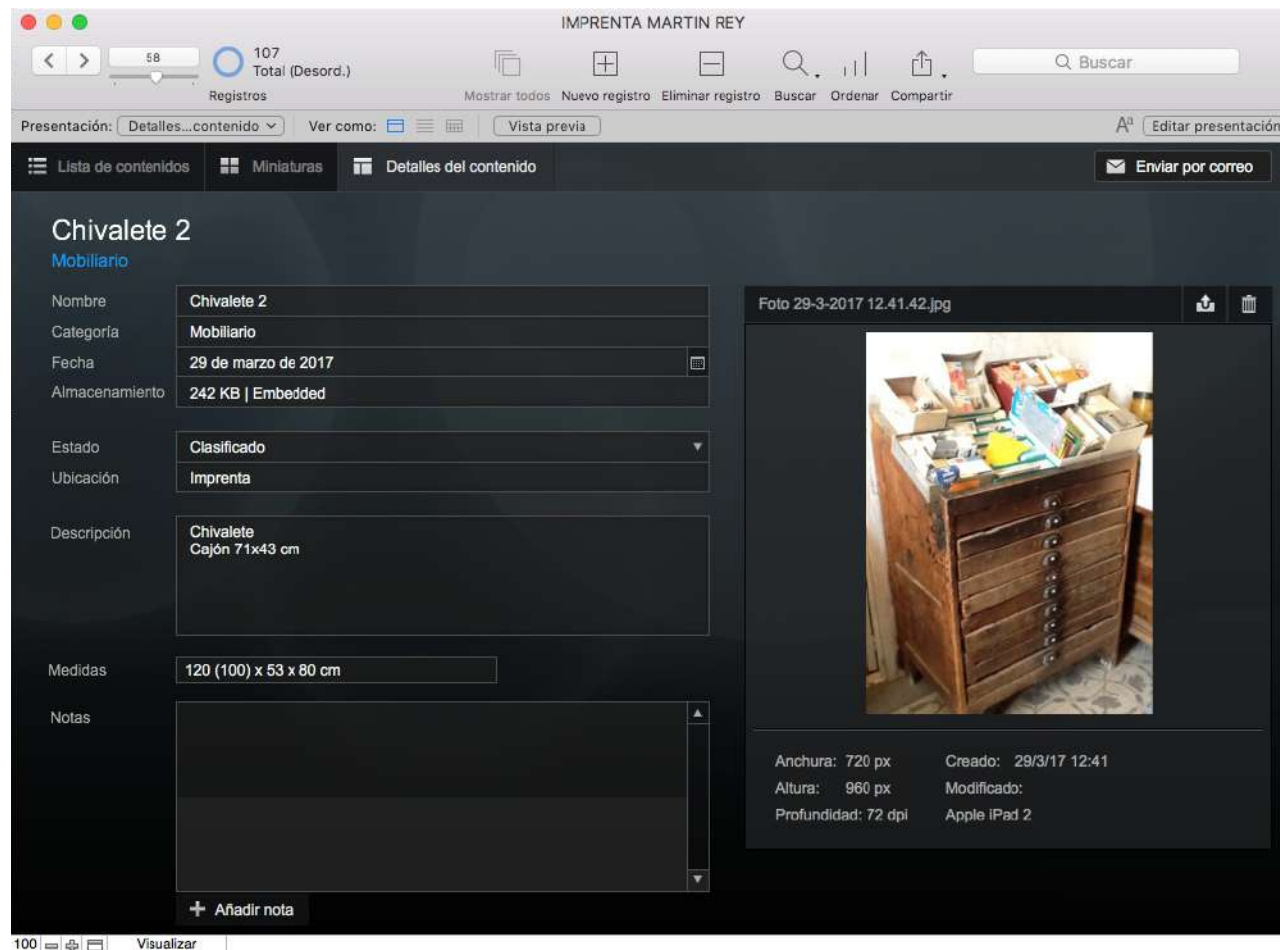 IMPRENTA MARTIN REY
58
107
Total (Desord.)
Registros
Mostrar todos
Nuevo registro
Eliminar registro
Buscar
Ordenar
Compartir
Buscar
Presentación: Detalles...contenido
Ver como:
Vista previa
Aa
Editar presentación
Lista de contenidos
Miniaturas
Detalles del contenido
Enviar por correo
Chivalete 2
Mobiliario
Nombre Chivalete 2
Categoría Mobiliario
Fecha 29 de marzo de 2017
Almacenamiento 242 KB | Embedded
Estado Clasificado
Ubicación Imprenta
Descripción Chivalete
Cajón 71x43 cm
Medidas 120 (100) x 53 x 80 cm
Notas
Añadir nota
Foto 29-3-2017 12.41.42.jpg
Anchura: 720 px Creado: 29/3/17 12:41
Altura: 960 px Modificado:
Profundidad: 72 dpi Apple iPad 2
100 Visualizar